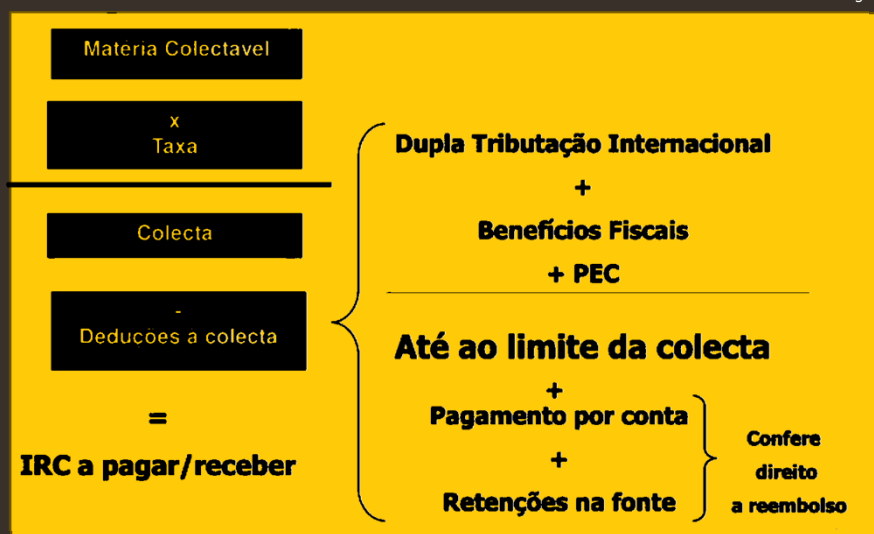 Matéria Colectavel
x
Taxa
Colecta
-
Deducões a colecta
=
IRC a pagar/receber
Dupla Tributação Internacional
+
Benefícios Fiscais
+ PEC
Até ao limite da colecta
+
Pagamento por conta
+
Retenções na fonte
Confere
direito
a reembolso